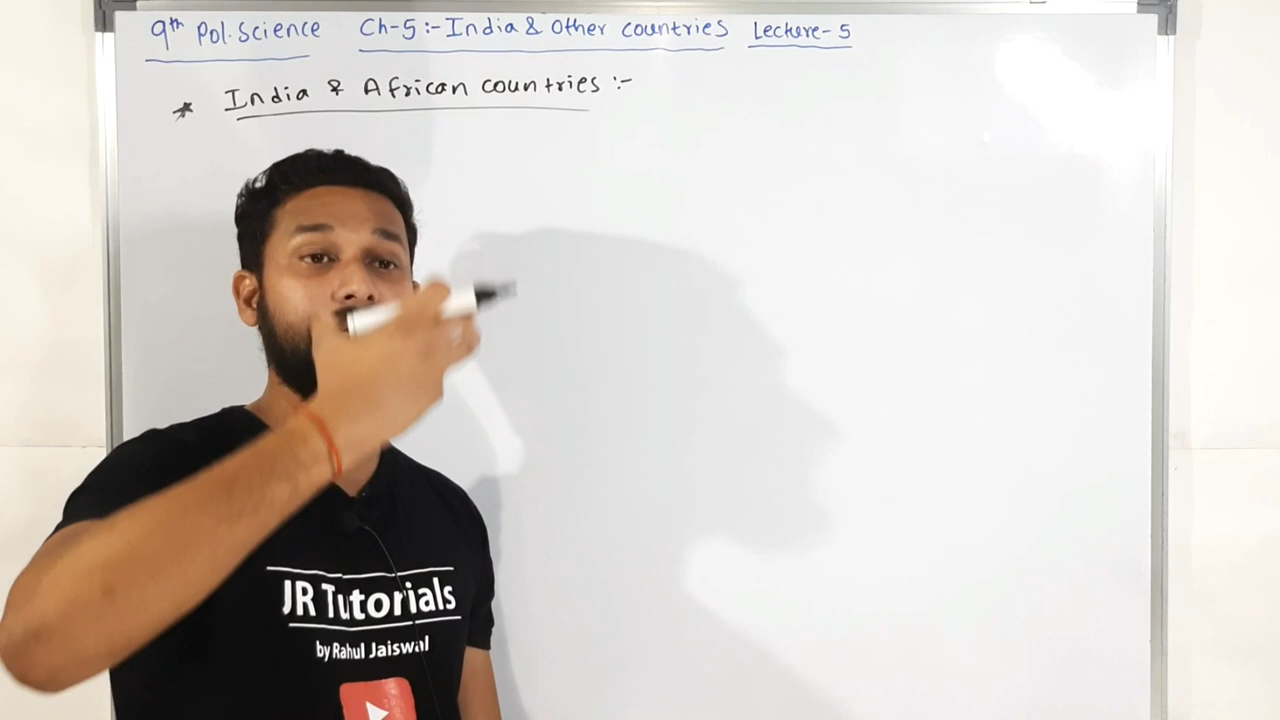 9th Pol. Science Ch-5 :- India & Other countries Lecture - 5
* India & African countries :-
JR Tutorials
by Rahul Jaiswal